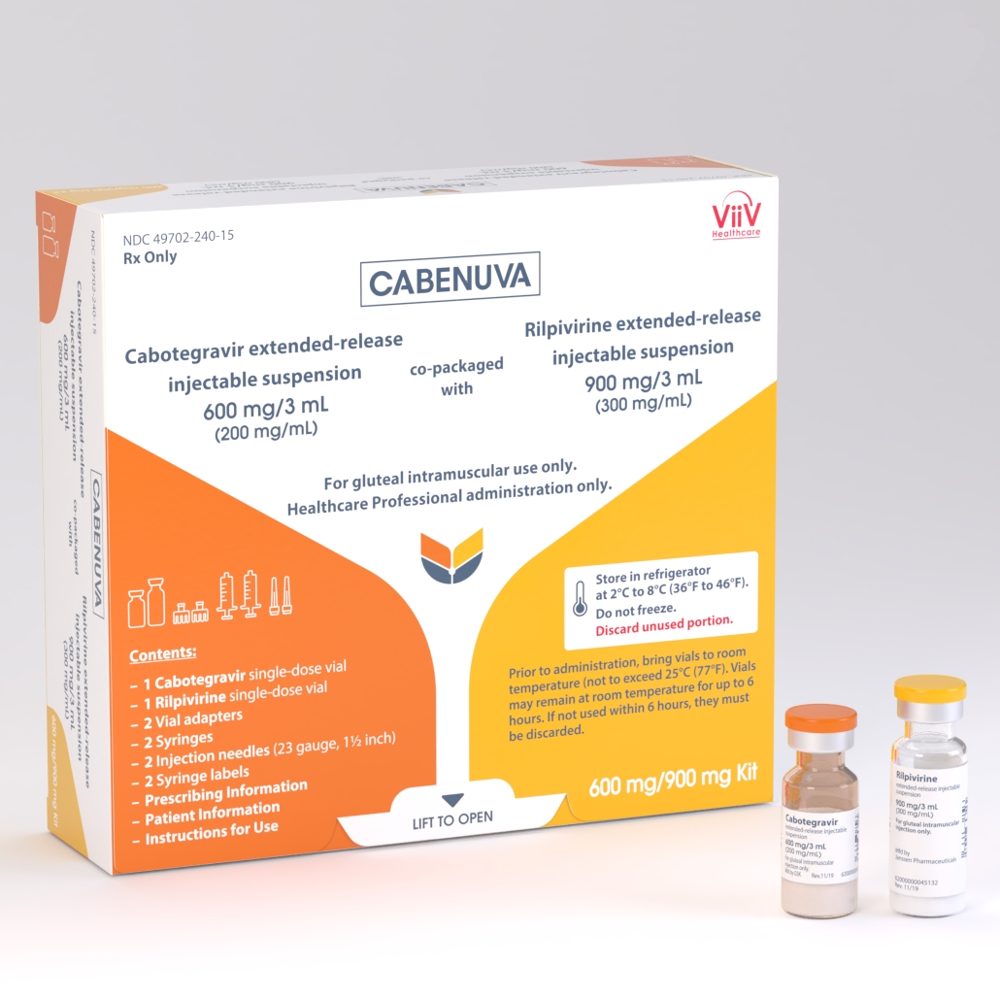 CABENUVA
NDC 49702-240-15
Rx Only
ViiV
Healthcare
CABENUVA
Cabotegravir extended-release
injectable suspension
600 mg/3 mL
(200 mg/mL)
co-packaged
with
Rilpivirine extended-release
injectable suspension
900 mg/3 mL
(300 mg/mL)
For gluteal intramuscular use only.
Healthcare Professional administration only.
Store in refrigerator
at 2°C to 8°C (36°F to 46°F).
Do not freeze.
Discard unused portion.
Contents:
– 1 Cabotegravir single-dose vial
– 1 Rilpivirine single-dose vial
– 2 Vial adapters
– 2 Syringes
– 2 Injection needles (23 gauge, 1½ inch)
– 2 Syringe labels
– Prescribing Information
– Patient Information
– Instructions for Use
Prior to administration, bring vials to room
temperature (not to exceed 25°C (77°F). Vials
may remain at room temperature for up to 6
hours. If not used within 6 hours, they must
be discarded.
600 mg/900 mg Kit
LIFT TO OPEN
NDC 49702-240-15
Cabotegravir extended-release
injectable suspension
600 mg/3 mL
(200 mg/mL)
co-packaged
with
Rilpivirine extended-release
injectable suspension
900 mg/3 mL
(300 mg/mL)
CABENUVA
600 mg/900 mg Kit
Cabotegravir
extended-release injectable
suspension
600 mg/3 mL
(200 mg/mL)
For gluteal intramuscular
injection only.
Mfd by GSK Rev. 11/19
Rilpivirine
extended-release injectable
suspension
900 mg/3 mL
(300 mg/mL)
For gluteal intramuscular
injection only.
Mfd by
Janssen Pharmaceuticals
62000000045132
Rev. 11/19